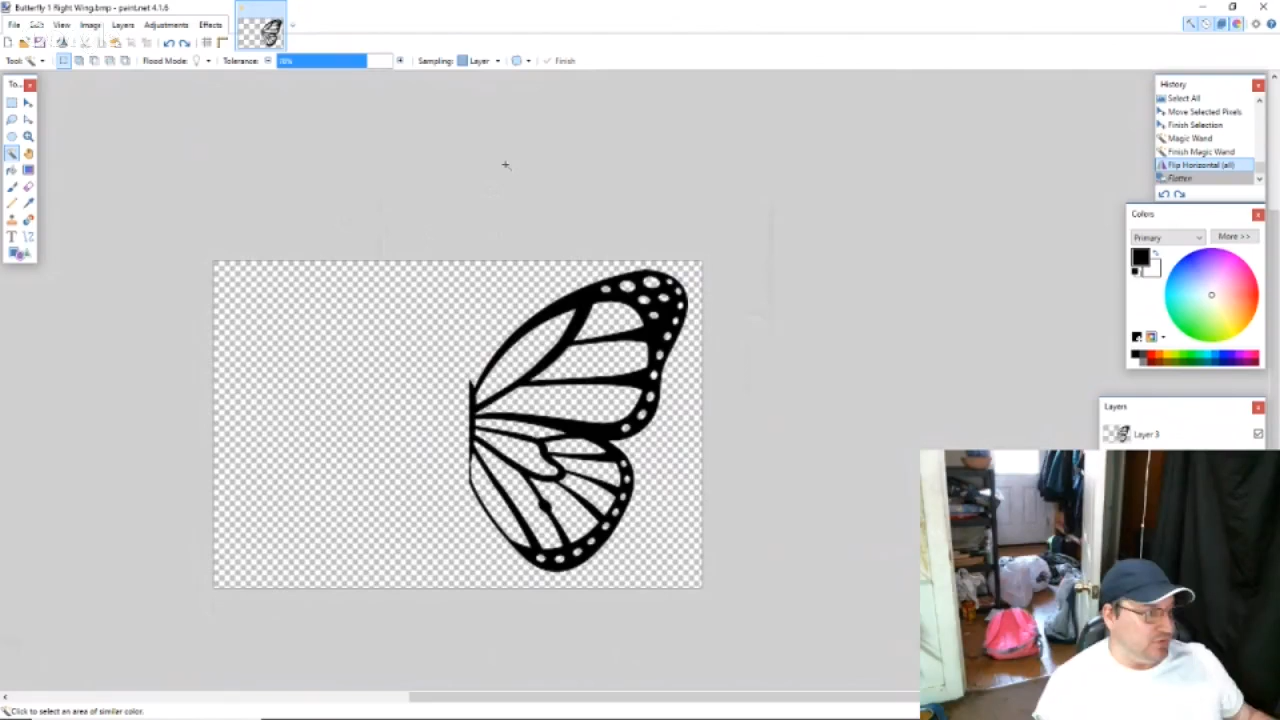 Butterfly 1 Right Wing.bmp - paint.net 4.1.6
File Edit View Image Layers Adjustments Effects
Tool: Flood Mode: Tolerance: 76% Sampling: Layer Finish
To...
History
Select All
Move Selected Pixels
Finish Selection
Magic Wand
Finish Magic Wand
Flip Horizontal (all)
Flatten
Colors
Primary More >>
Layers
Layer 3
Click to select an area of similar color.